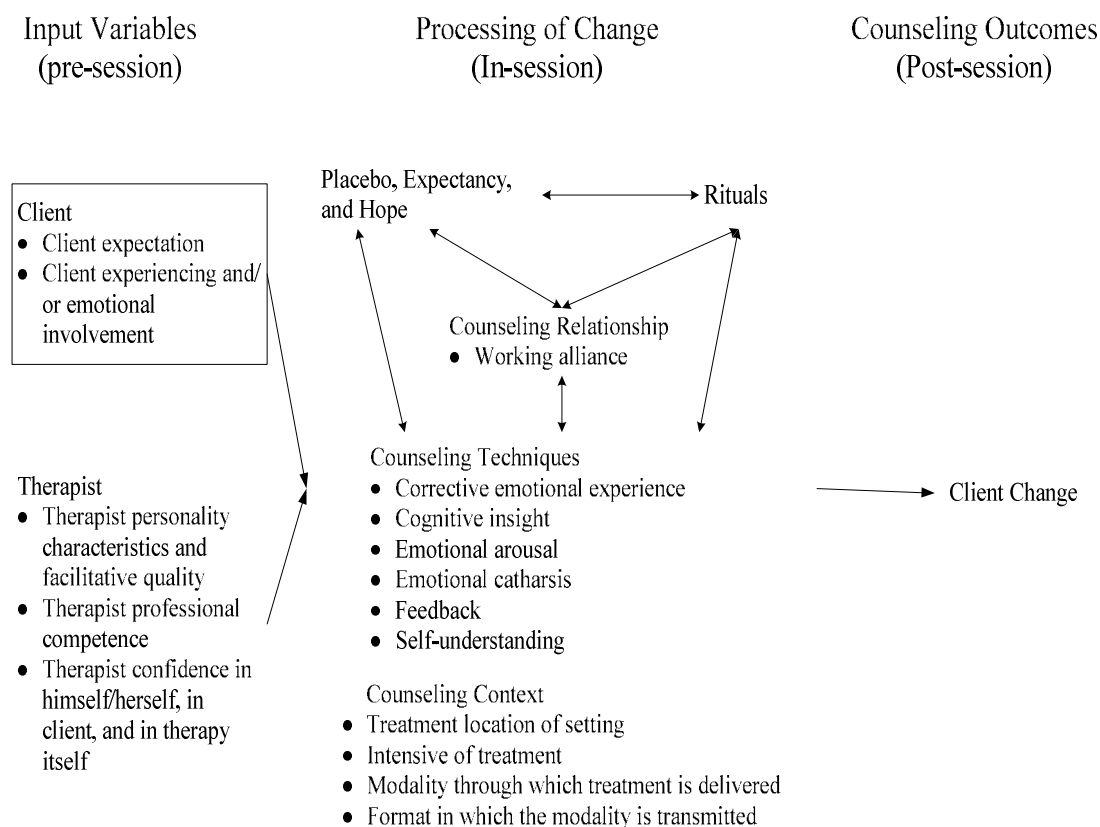 Input Variables
(pre-session)
Processing of Change
(In-session)
Counseling Outcomes
(Post-session)
Client
● Client expectation
● Client experiencing and/
or emotional
involvement
Therapist
● Therapist personality
characteristics and
facilitative quality
● Therapist professional
competence
● Therapist confidence in
himself/herself, in
client, and in therapy
itself
Placebo, Expectancy,
and Hope
Rituals
Counseling Relationship
● Working alliance
Counseling Techniques
● Corrective emotional experience
● Cognitive insight
● Emotional arousal
● Emotional catharsis
● Feedback
● Self-understanding
Counseling Context
● Treatment location of setting
● Intensive of treatment
● Modality through which treatment is delivered
● Format in which the modality is transmitted
Client Change